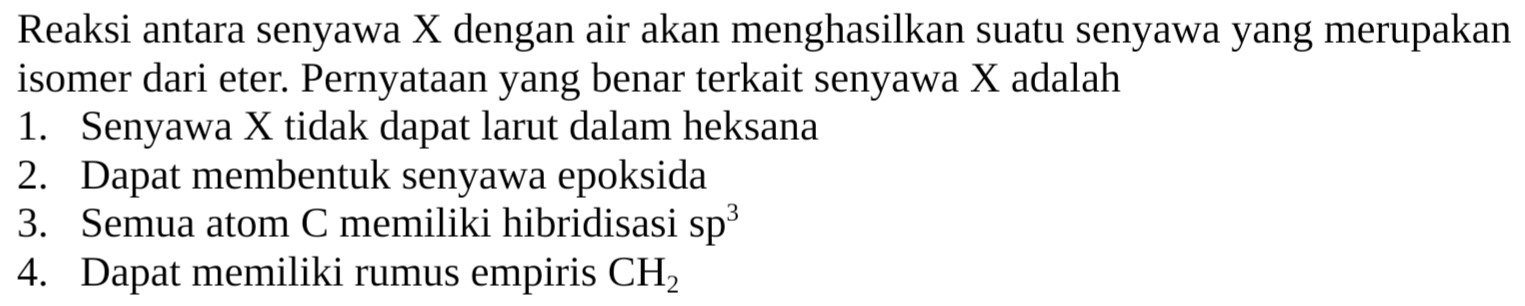 Reaksi antara senyawa X dengan air akan menghasilkan suatu senyawa yang merupakan
isomer dari eter. Pernyataan yang benar terkait senyawa X adalah
1. Senyawa X tidak dapat larut dalam heksana
2. Dapat membentuk senyawa epoksida
3. Semua atom C memiliki hibridisasi sp³
4. Dapat memiliki rumus empiris CH₂